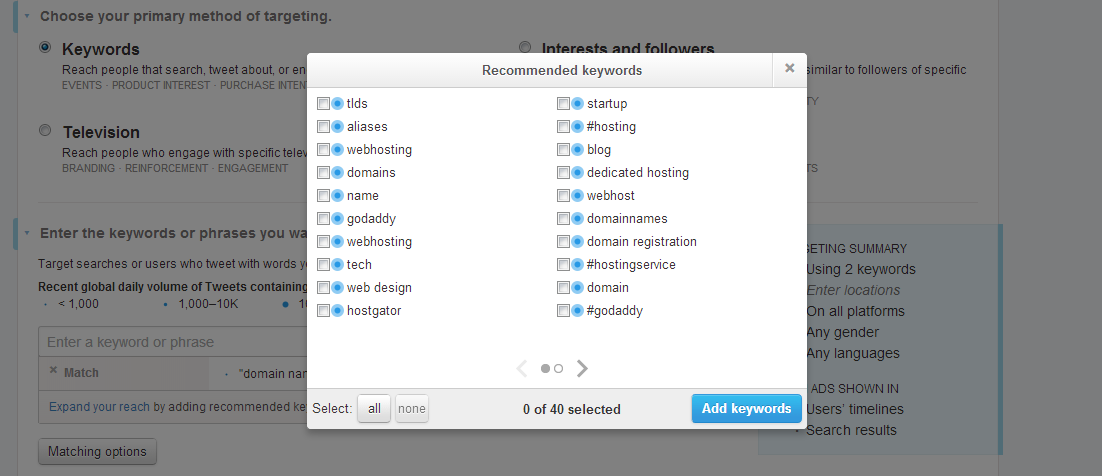 Choose your primary method of targeting.
Keywords
Reach people that search, tweet about, or en
EVENTS · PRODUCT INTEREST · PURCHASE INTEN
Interests and followers
similar to followers of specific
Television
Reach people who engage with specific telev
BRANDING · REINFORCEMENT · ENGAGEMENT
Recommended keywords
×
tlds
aliases
webhosting
domains
name
godaddy
webhosting
tech
web design
hostgator
startup
#hosting
blog
dedicated hosting
webhost
domainnames
domain registration
#hostingservice
domain
#godaddy
Select: all none
0 of 40 selected
Add keywords
Enter the keywords or phrases you wa
Target searches or users who tweet with words yo
Recent global daily volume of Tweets containing
< 1,000
1,000–10K
10
Enter a keyword or phrase
× Match
"domain nam
Expand your reach by adding recommended ke
Matching options
GETING SUMMARY
Using 2 keywords
Enter locations
On all platforms
Any gender
Any languages
ADS SHOWN IN
Users' timelines
Search results